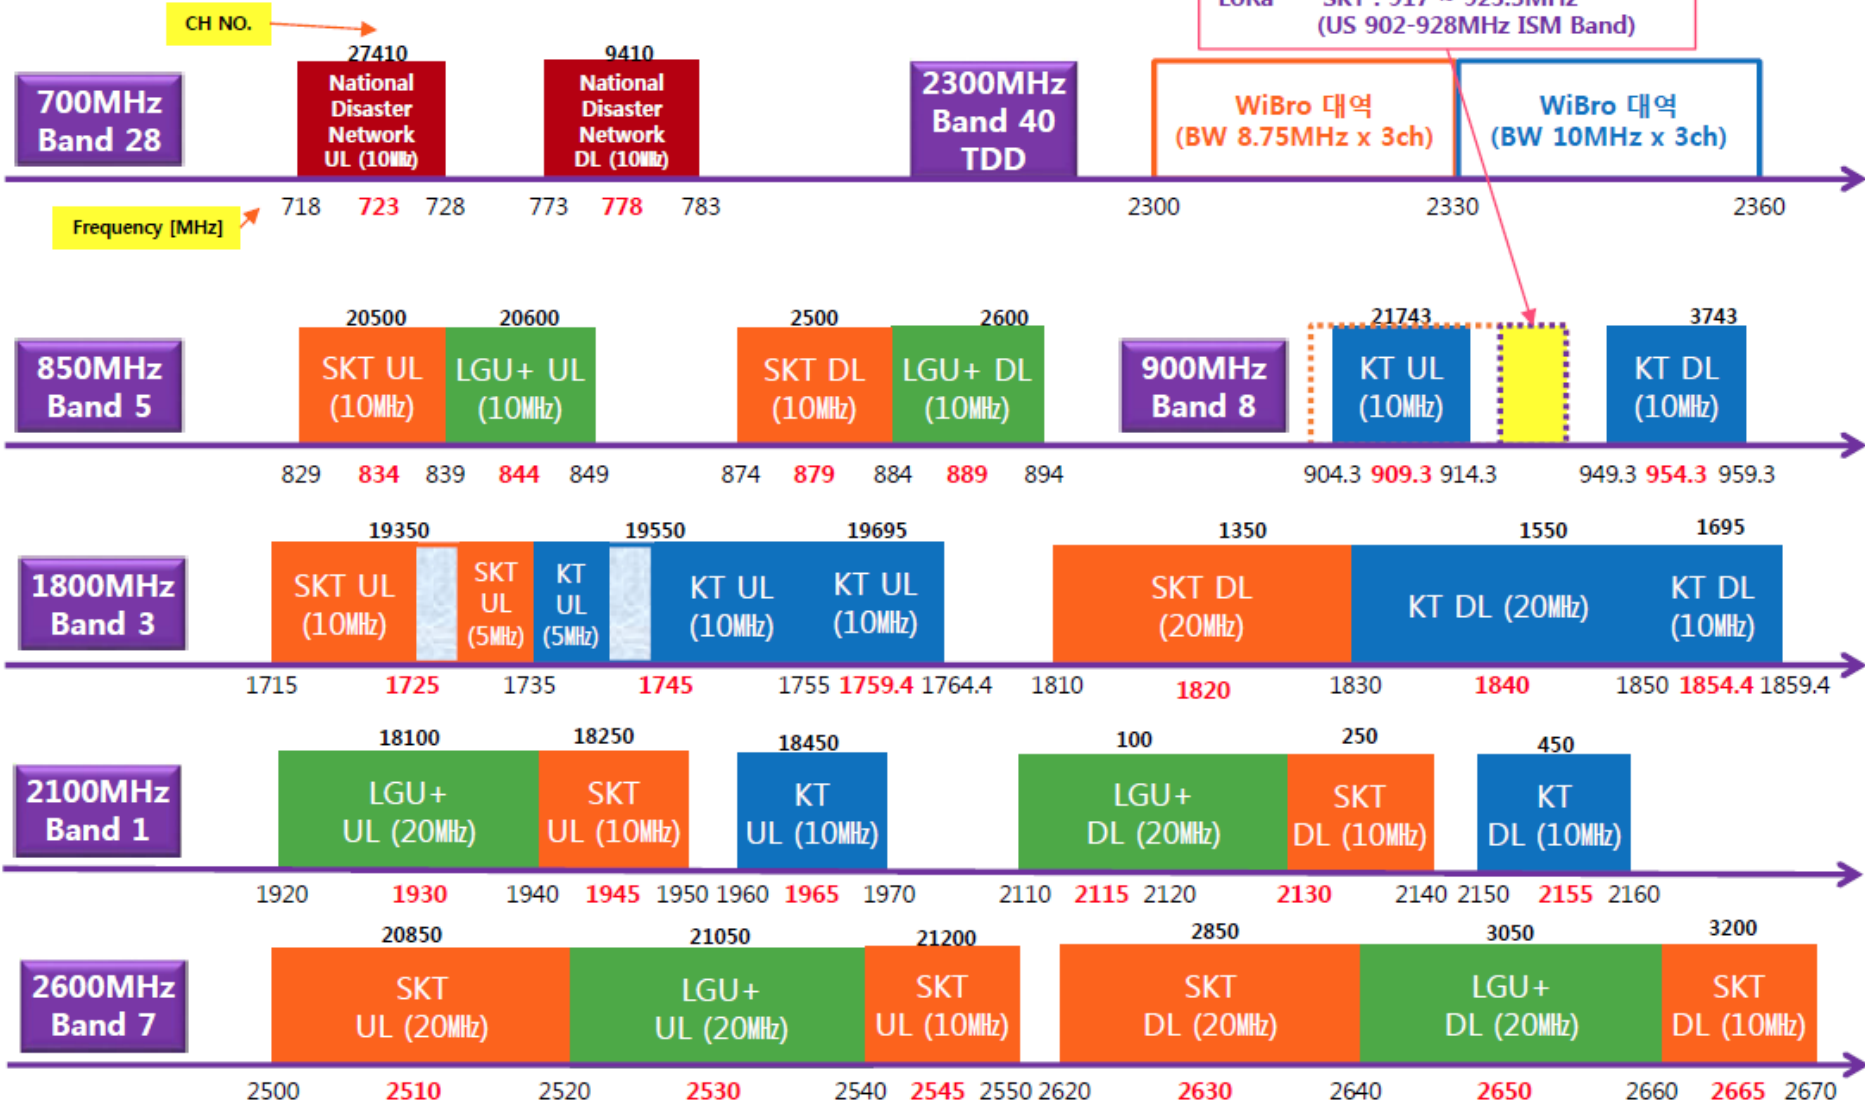 CH NO.
LoRa SKT : 917 ~ 923.5MHz
(US 902-928MHz ISM Band)
27410
9410
700MHz
Band 28
National
Disaster
Network
UL (10MHz)
National
Disaster
Network
DL (10MHz)
2300MHz
Band 40
TDD
WiBro 대역
(BW 8.75MHz x 3ch)
WiBro 대역
(BW 10MHz x 3ch)
718 723 728 773 778 783 2300 2330 2360
Frequency [MHz]
20500 20600 2500 2600 21743 3743
850MHz
Band 5
SKT UL
(10MHz)
LGU+ UL
(10MHz)
SKT DL
(10MHz)
LGU+ DL
(10MHz)
900MHz
Band 8
KT UL
(10MHz)
KT DL
(10MHz)
829 834 839 844 849 874 879 884 889 894 904.3 909.3 914.3 949.3 954.3 959.3
19350 19550 19695 1350 1550 1695
1800MHz
Band 3
SKT UL
(10MHz)
SKT
UL
(5MHz)
KT
UL
(5MHz)
KT UL
(10MHz)
KT UL
(10MHz)
SKT DL
(20MHz)
KT DL (20MHz)
KT DL
(10MHz)
1715 1725 1735 1745 1755 1759.4 1764.4 1810 1820 1830 1840 1850 1854.4 1859.4
18100 18250 18450 100 250 450
2100MHz
Band 1
LGU+
UL (20MHz)
SKT
UL (10MHz)
KT
UL (10MHz)
LGU+
DL (20MHz)
SKT
DL (10MHz)
KT
DL (10MHz)
1920 1930 1940 1945 1950 1960 1965 1970 2110 2115 2120 2130 2140 2150 2155 2160
20850 21050 21200 2850 3050 3200
2600MHz
Band 7
SKT
UL (20MHz)
LGU+
UL (20MHz)
SKT
UL (10MHz)
SKT
DL (20MHz)
LGU+
DL (20MHz)
SKT
DL (10MHz)
2500 2510 2520 2530 2540 2545 2550 2620 2630 2640 2650 2660 2665 2670